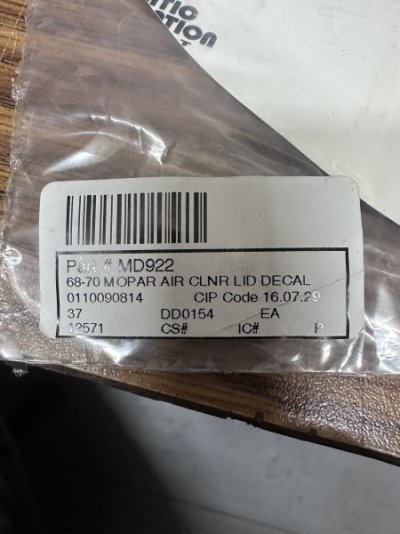 Part # MD922
68-70 MOPAR AIR CLNR LID DECAL
0110090814 CIP Code 16.07.29
37 DD0154 EA
12571 CS# IC# P